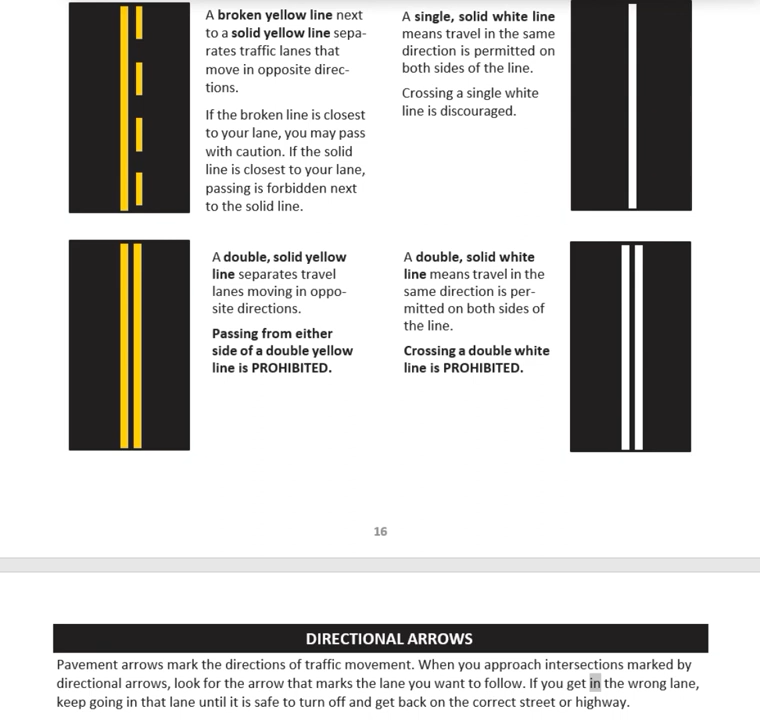 A broken yellow line next
to a solid yellow line sepa-
rates traffic lanes that
move in opposite direc-
tions.
If the broken line is closest
to your lane, you may pass
with caution. If the solid
line is closest to your lane,
passing is forbidden next
to the solid line.
A single, solid white line
means travel in the same
direction is permitted on
both sides of the line.
Crossing a single white
line is discouraged.
A double, solid yellow
line separates travel
lanes moving in oppo-
site directions.
Passing from either
side of a double yellow
line is PROHIBITED.
A double, solid white
line means travel in the
same direction is per-
mitted on both sides of
the line.
Crossing a double white
line is PROHIBITED.
16
DIRECTIONAL ARROWS
Pavement arrows mark the directions of traffic movement. When you approach intersections marked by
directional arrows, look for the arrow that marks the lane you want to follow. If you get in the wrong lane,
keep going in that lane until it is safe to turn off and get back on the correct street or highway.